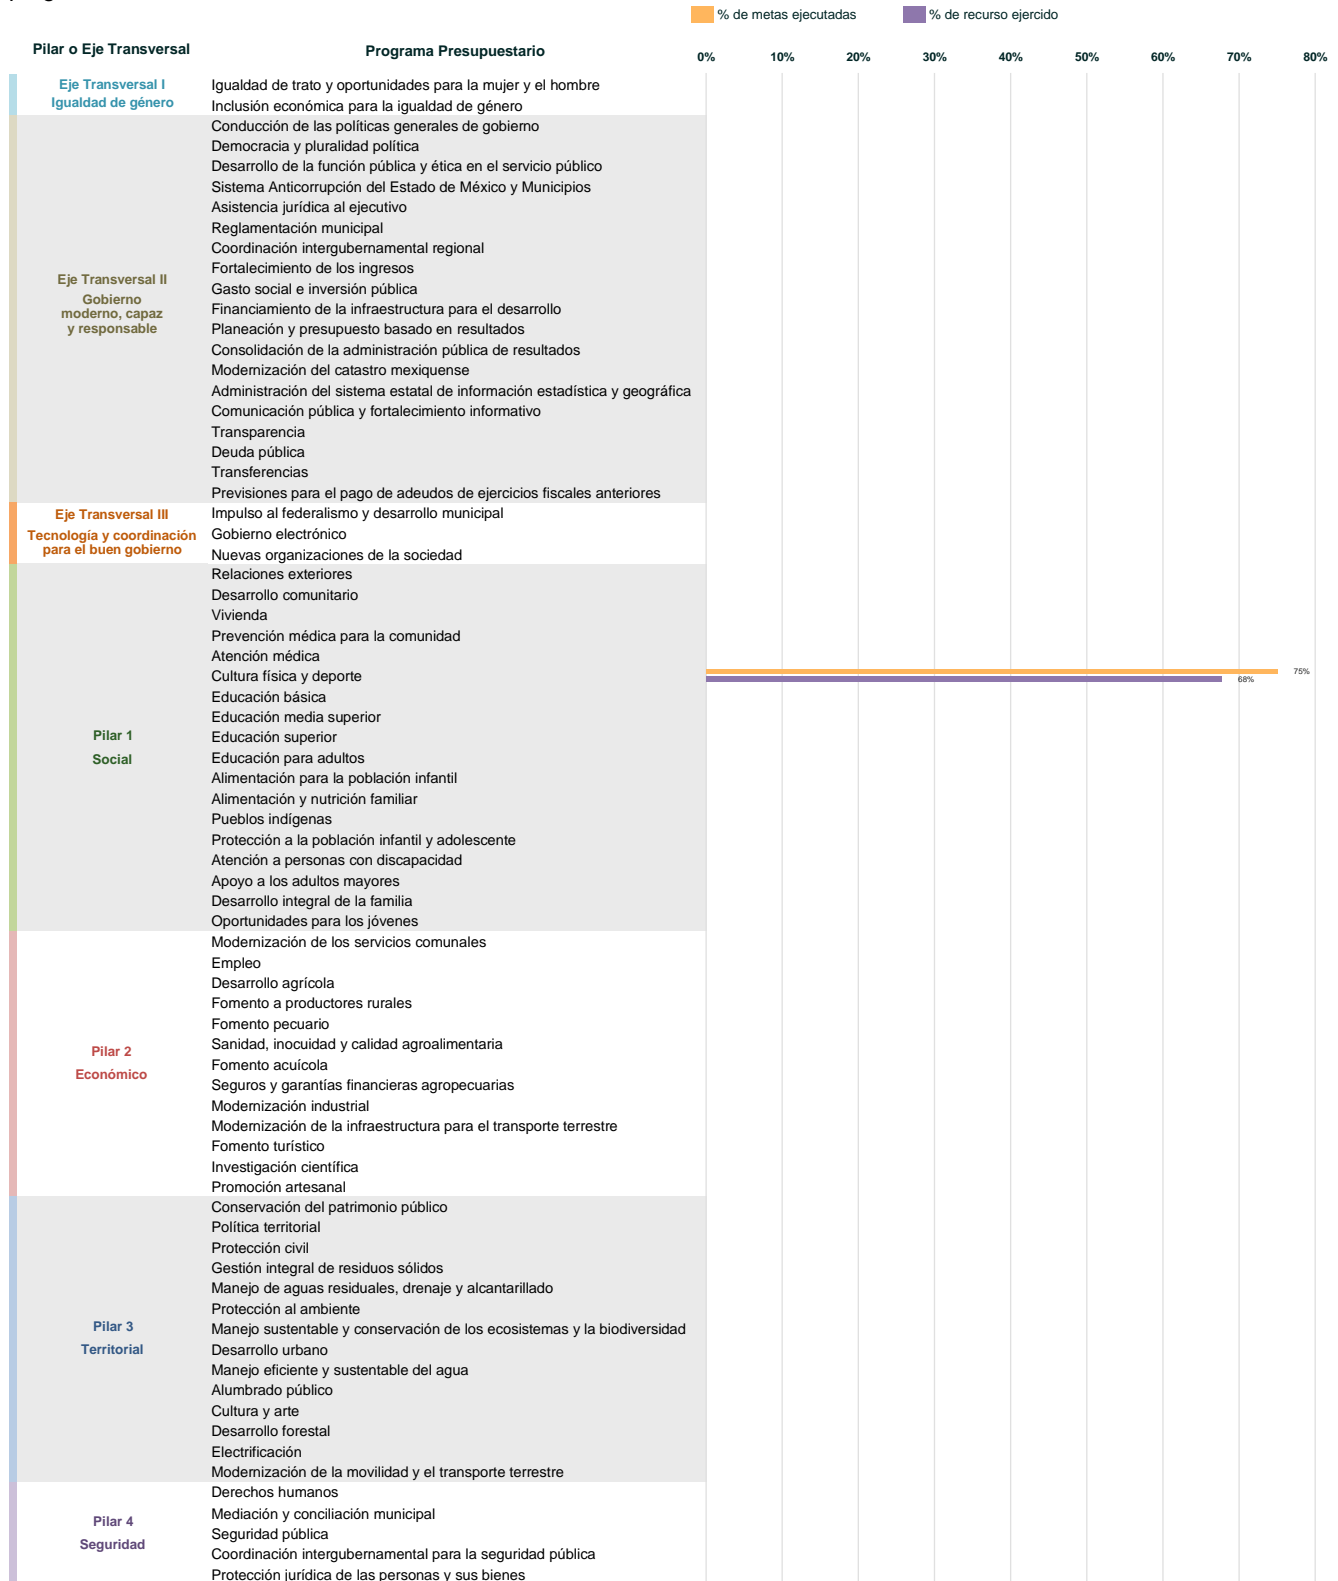 % de metas ejecutadas % de recurso ejercido
Pilar o Eje Transversal Programa Presupuestario 0% 10% 20% 30% 40% 50% 60% 70% 80%
Eje Transversal I
Igualdad de género
Igualdad de trato y oportunidades para la mujer y el hombre
Inclusión económica para la igualdad de género
Eje Transversal II
Gobierno
moderno, capaz
y responsable
Conducción de las políticas generales de gobierno
Democracia y pluralidad política
Desarrollo de la función pública y ética en el servicio público
Sistema Anticorrupción del Estado de México y Municipios
Asistencia jurídica al ejecutivo
Reglamentación municipal
Coordinación intergubernamental regional
Fortalecimiento de los ingresos
Gasto social e inversión pública
Financiamiento de la infraestructura para el desarrollo
Planeación y presupuesto basado en resultados
Consolidación de la administración pública de resultados
Modernización del catastro mexiquense
Administración del sistema estatal de información estadística y geográfica
Comunicación pública y fortalecimiento informativo
Transparencia
Deuda pública
Transferencias
Previsiones para el pago de adeudos de ejercicios fiscales anteriores
Eje Transversal III
Tecnología y coordinación
para el buen gobierno
Impulso al federalismo y desarrollo municipal
Gobierno electrónico
Nuevas organizaciones de la sociedad
Pilar 1
Social
Relaciones exteriores
Desarrollo comunitario
Vivienda
Prevención médica para la comunidad
Atención médica
Cultura física y deporte
75%
68%
Educación básica
Educación media superior
Educación superior
Educación para adultos
Alimentación para la población infantil
Alimentación y nutrición familiar
Pueblos indígenas
Protección a la población infantil y adolescente
Atención a personas con discapacidad
Apoyo a los adultos mayores
Desarrollo integral de la familia
Oportunidades para los jóvenes
Pilar 2
Económico
Modernización de los servicios comunales
Empleo
Desarrollo agrícola
Fomento a productores rurales
Fomento pecuario
Sanidad, inocuidad y calidad agroalimentaria
Fomento acuícola
Seguros y garantías financieras agropecuarias
Modernización industrial
Modernización de la infraestructura para el transporte terrestre
Fomento turístico
Investigación científica
Promoción artesanal
Pilar 3
Territorial
Conservación del patrimonio público
Política territorial
Protección civil
Gestión integral de residuos sólidos
Manejo de aguas residuales, drenaje y alcantarillado
Protección al ambiente
Manejo sustentable y conservación de los ecosistemas y la biodiversidad
Desarrollo urbano
Manejo eficiente y sustentable del agua
Alumbrado público
Cultura y arte
Desarrollo forestal
Electrificación
Modernización de la movilidad y el transporte terrestre
Pilar 4
Seguridad
Derechos humanos
Mediación y conciliación municipal
Seguridad pública
Coordinación intergubernamental para la seguridad pública
Protección jurídica de las personas y sus bienes